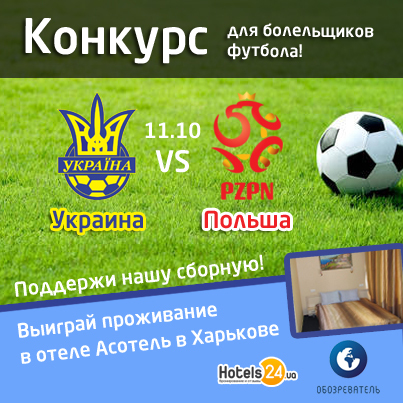 Конкурс
для болельщиков
футбола!
11.10
VS
УКРАЇНА
PZPN
Украина
Польша
Поддержи нашу сборную!
Выиграй проживание
в отеле Асотель в Харькове
Hotels24.ua
ОБОЗРЕВАТЕЛЬ